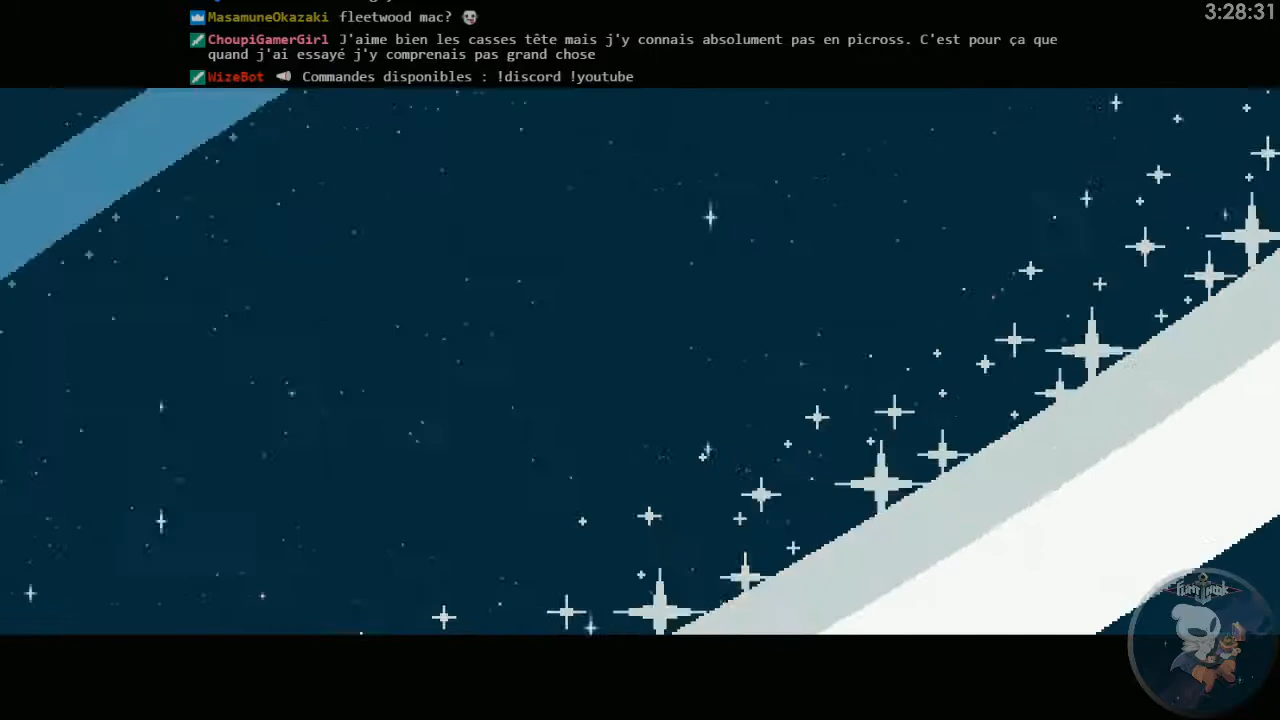 3:28:31
MasamuneOkazaki fleetwood mac?
ChoupiGamerGirl J'aime bien les casses tête mais j'y connais absolument pas en picross. C'est pour ça que
quand j'ai essayé j'y comprenais pas grand chose
WizeBot Commandes disponibles : !discord !youtube